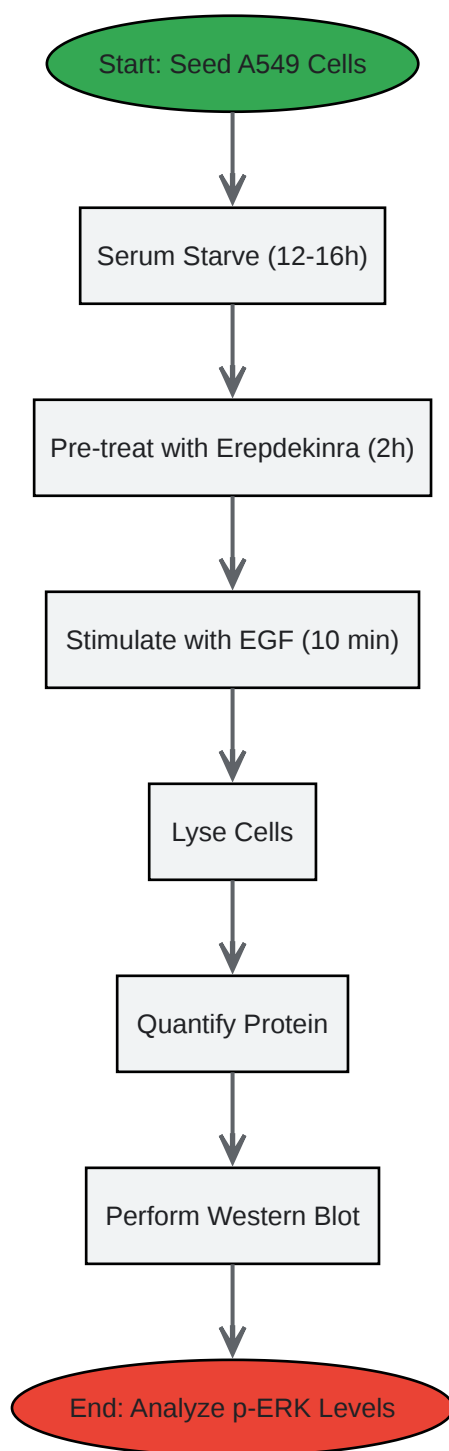 Start: Seed A549 Cells
Serum Starve (12-16h)
Pre-treat with Erepdekinra (2h)
Stimulate with EGF (10 min)
Lyse Cells
Quantify Protein
Perform Western Blot
End: Analyze p-ERK Levels